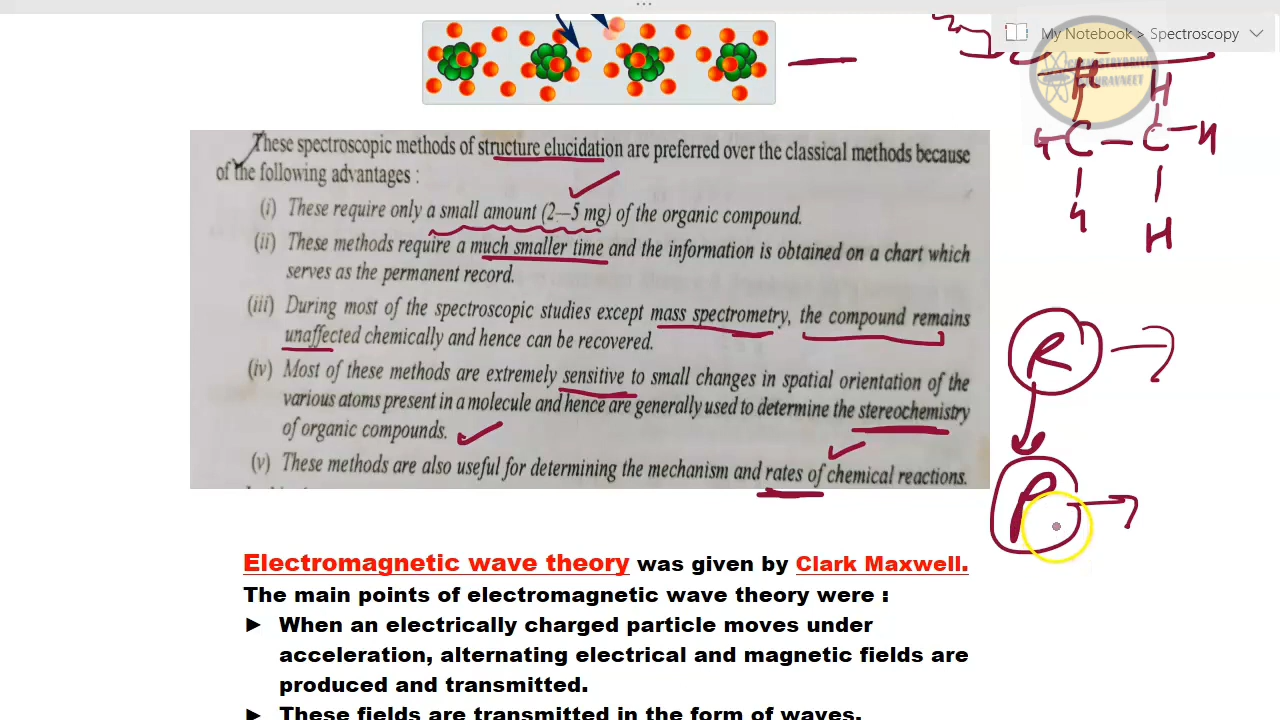 My Notebook > Spectroscopy
H H
C — C — H
H
These spectroscopic methods of structure elucidation are preferred over the classical methods because
of the following advantages :
(i) These require only a small amount (2–5 mg) of the organic compound.
(ii) These methods require a much smaller time and the information is obtained on a chart which
serves as the permanent record.
(iii) During most of the spectroscopic studies except mass spectrometry, the compound remains
unaffected chemically and hence can be recovered.
(iv) Most of these methods are extremely sensitive to small changes in spatial orientation of the
various atoms present in a molecule and hence are generally used to determine the stereochemistry
of organic compounds.
(v) These methods are also useful for determining the mechanism and rates of chemical reactions.
R
P
Electromagnetic wave theory was given by Clark Maxwell.
The main points of electromagnetic wave theory were :
► When an electrically charged particle moves under
acceleration, alternating electrical and magnetic fields are
produced and transmitted.
► These fields are transmitted in the form of waves.